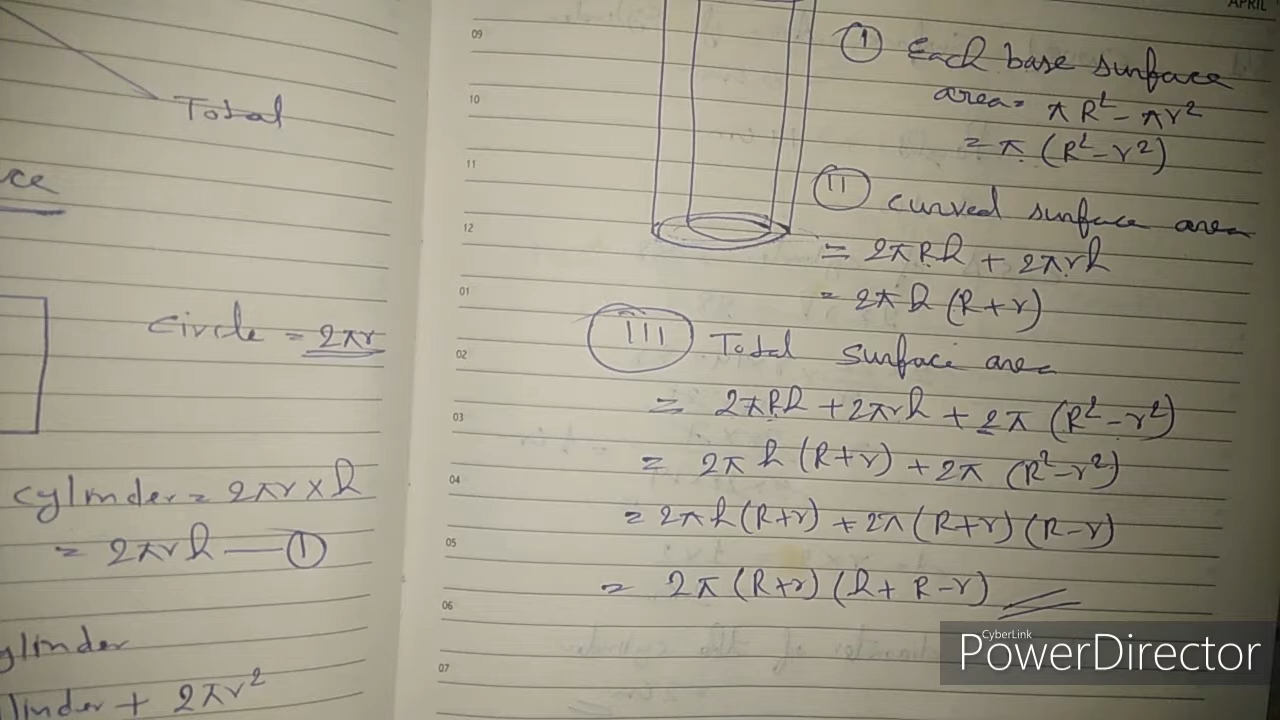 Total
ce
Circle = 2πr
cylinder = 2πr×h
= 2πrh — ①
ylinder
linder + 2πr²
APRIL
09
10
11
12
01
02
03
04
05
06
07
① Each base surface
area = πR² - πr²
= π (R² - r²)
ⅠⅠ curved surface area
= 2πRh + 2πrh
= 2πh (R+r)
ⅠⅠⅠ Total surface area
= 2πRh + 2πrh + 2π (R² - r²)
= 2πh (R+r) + 2π (R² - r²)
= 2πh (R+r) + 2π (R+r) (R-r)
= 2π (R+r) (h + R - r)
CyberLink
PowerDirector